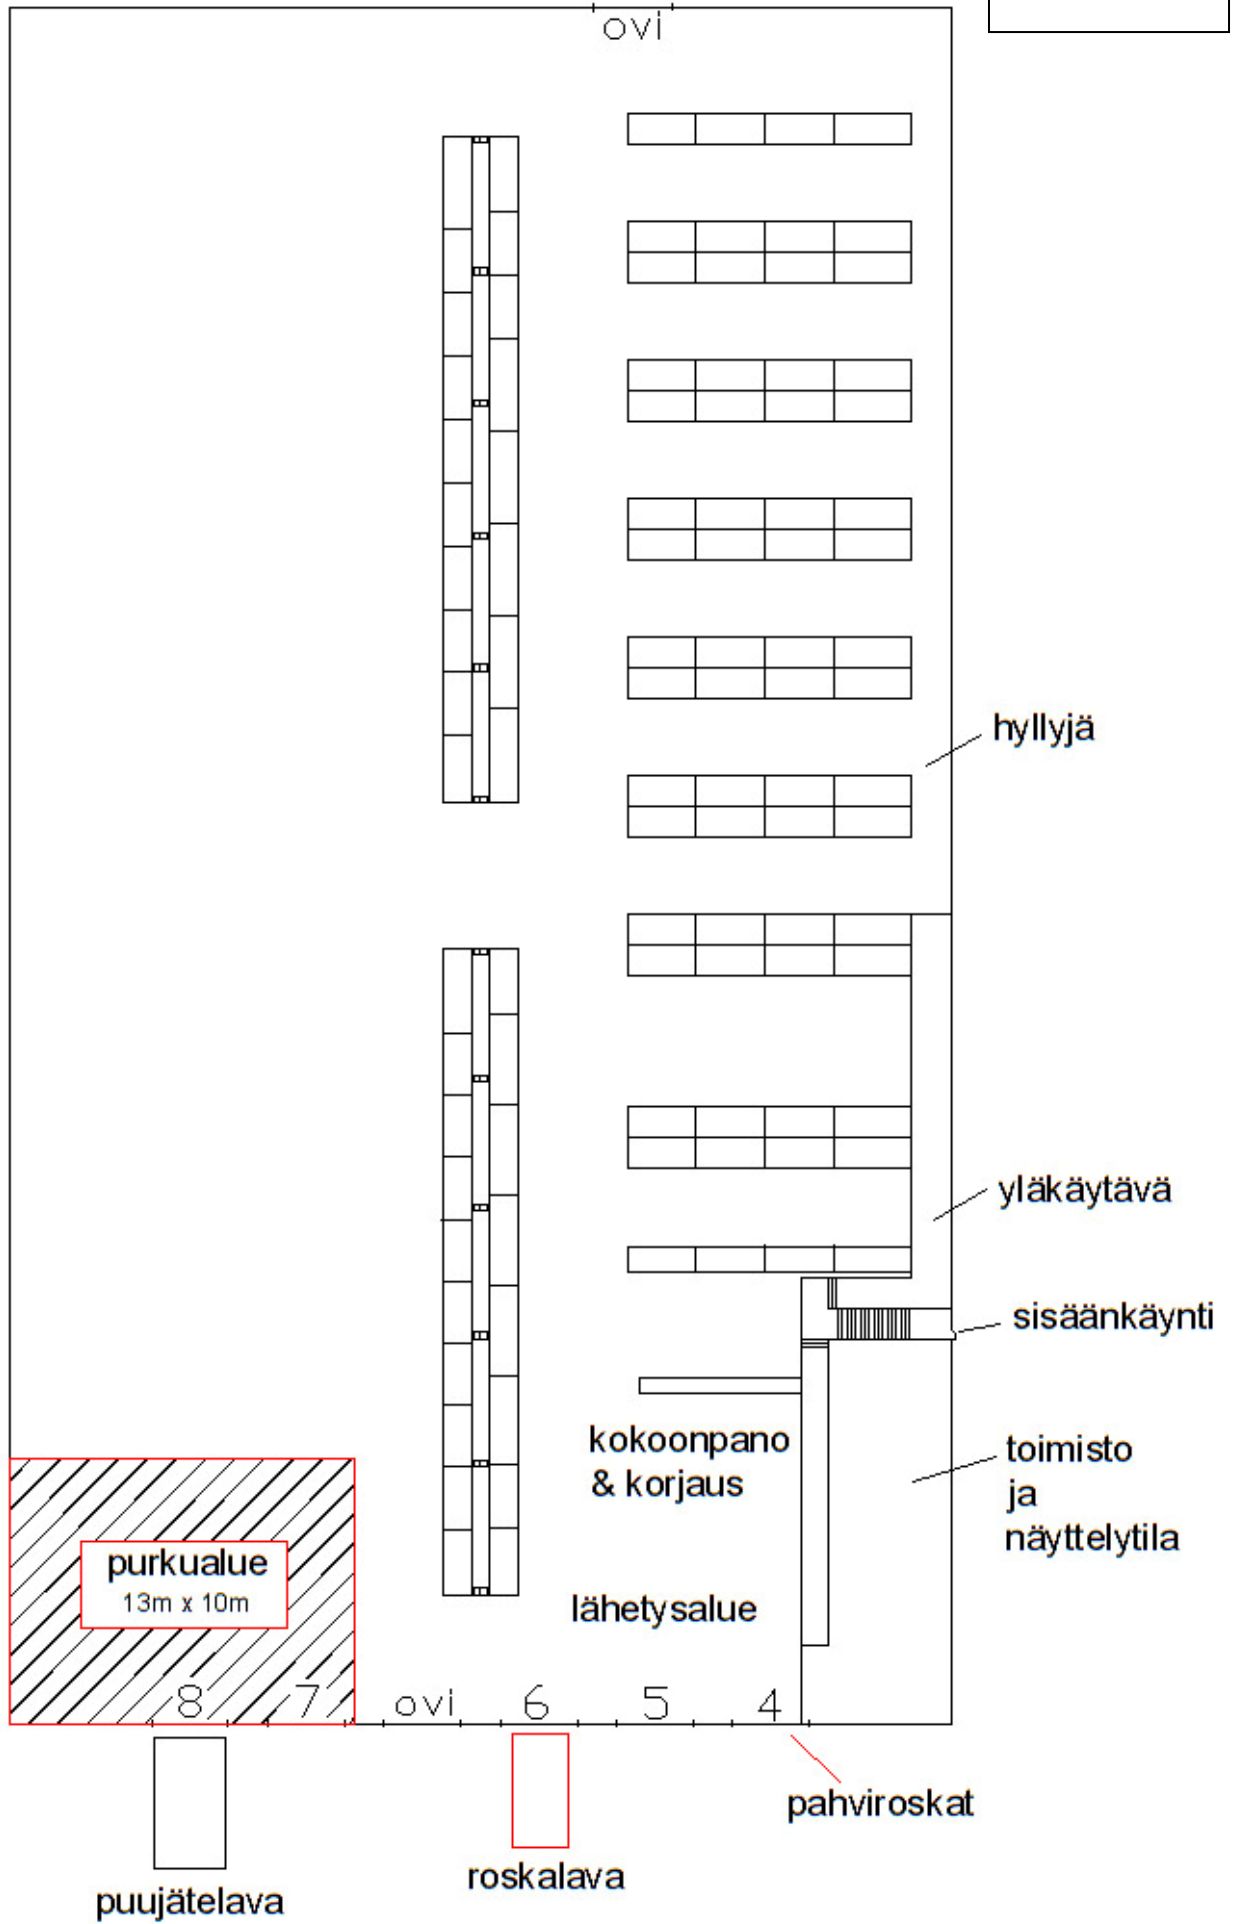 ovi
hyllyjä
yläkäytävä
sisäänkäynti
kokoonpano
& korjaus
toimisto
ja
näyttelytila
purkualue
13m x 10m
lähetysalue
8 7 ovi 6 5 4
pahviroskat
roskalava
puujätelava